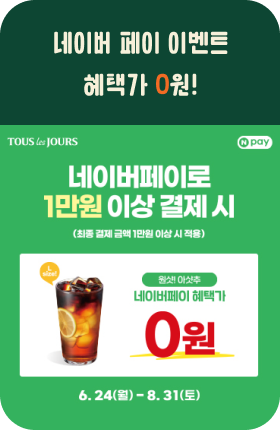 네이버 페이 이벤트
혜택가 0원!
TOUS les JOURS
N pay
네이버페이로
1만원 이상 결제 시
(최종 결제 금액 1만원 이상 시 적용)
원샷! 아샷추
네이버페이 혜택가
0원
6. 24(월) – 8. 31(토)